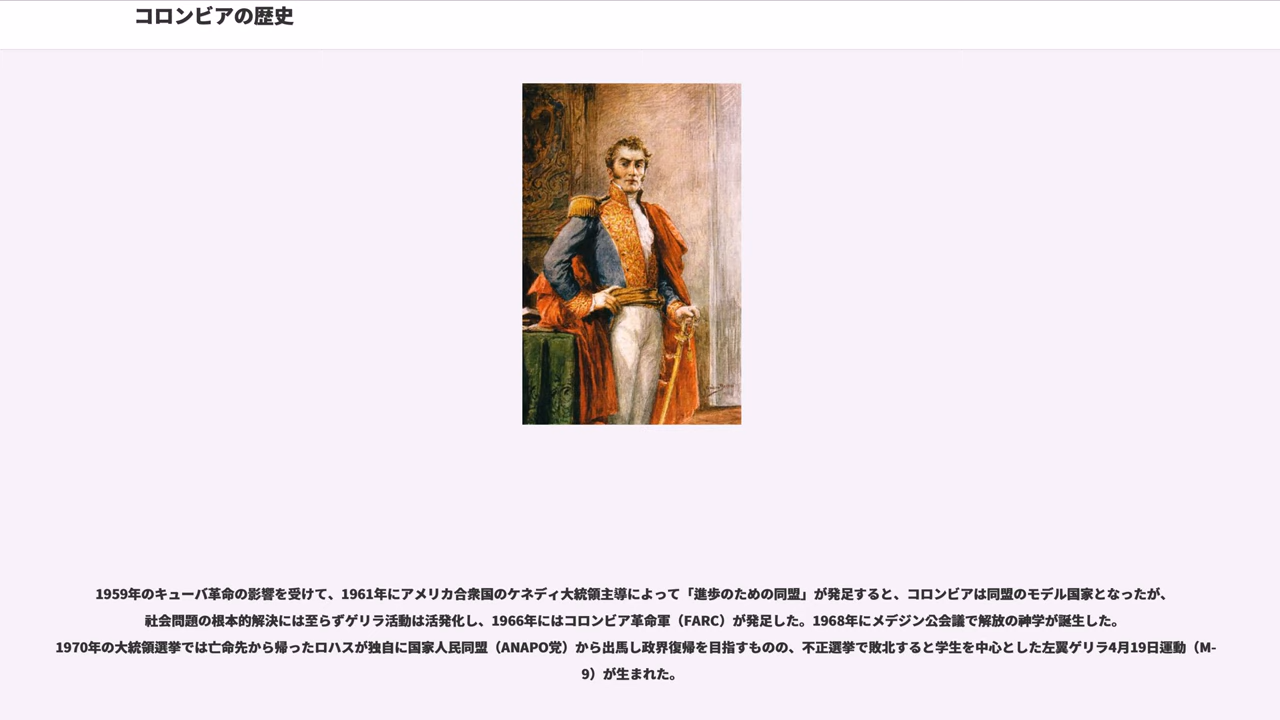 コロンビアの歴史
1959年のキューバ革命の影響を受けて、1961年にアメリカ合衆国のケネディ大統領主導によって「進歩のための同盟」が発足すると、コロンビアは同盟のモデル国家となったが、
社会問題の根本的解決には至らずゲリラ活動は活発化し、1966年にはコロンビア革命軍（FARC）が発足した。1968年にメデジン公会議で解放の神学が誕生した。
1970年の大統領選挙では亡命先から帰ったロハスが独自に国家人民同盟（ANAPO党）から出馬し政界復帰を目指すものの、不正選挙で敗北すると学生を中心とした左翼ゲリラ4月19日運動（M-
9）が生まれた。